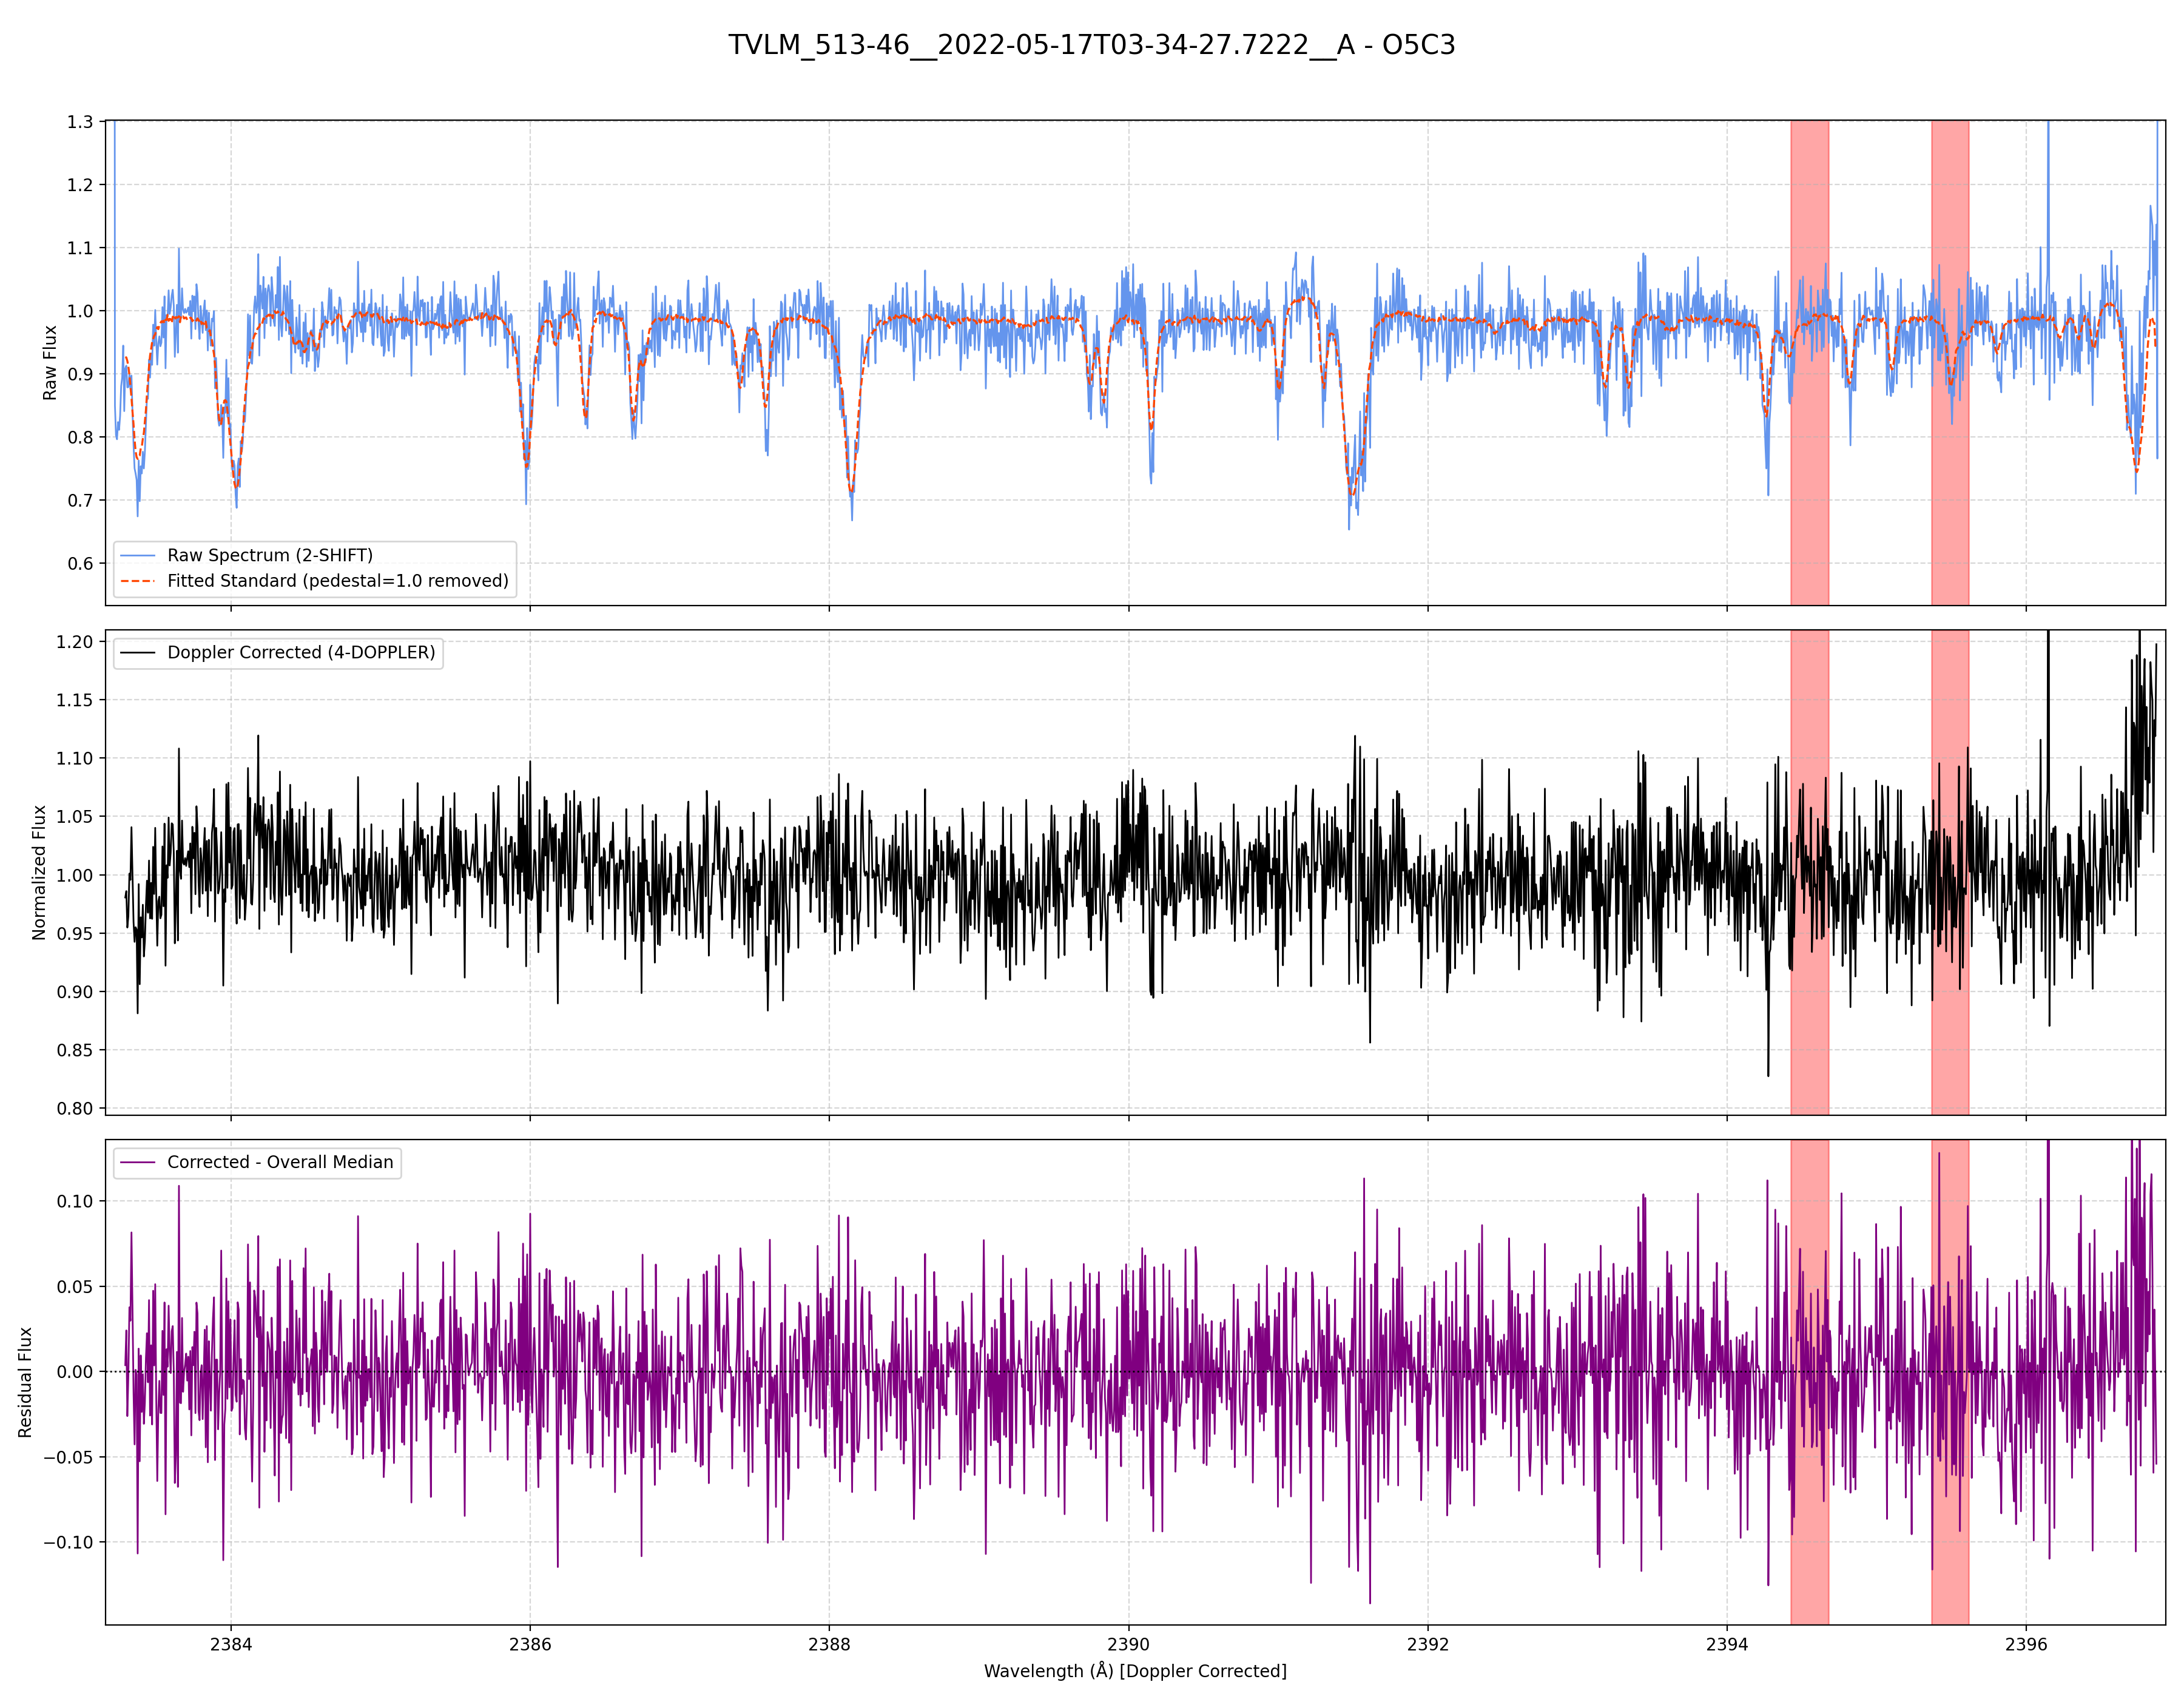 TVLM_513-46__2022-05-17T03-34-27.7222__A - O5C3
1.3
1.2
1.1
1.0
0.9
0.8
0.7
0.6
Raw Flux
Raw Spectrum (2-SHIFT)
Fitted Standard (pedestal=1.0 removed)
1.20
1.15
1.10
1.05
1.00
0.95
0.90
0.85
0.80
Normalized Flux
Doppler Corrected (4-DOPPLER)
0.10
0.05
0.00
−0.05
−0.10
Residual Flux
Corrected - Overall Median
2384 2386 2388 2390 2392 2394 2396
Wavelength (Å) [Doppler Corrected]